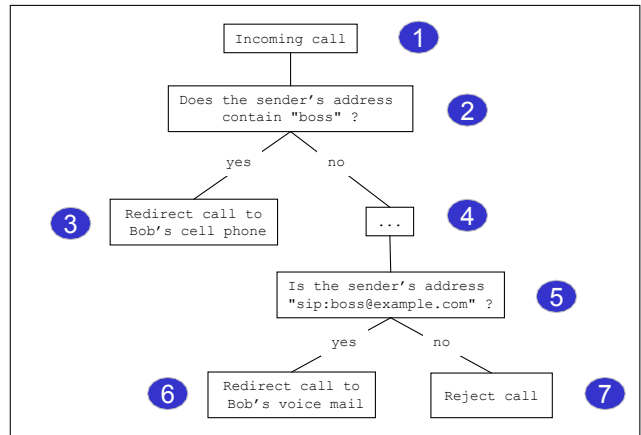 Incoming call
1
Does the sender's address
contain "boss" ?
2
yes
no
3
Redirect call to
Bob's cell phone
...
4
Is the sender's address
"sip:boss@example.com" ?
5
yes
no
6
Redirect call to
Bob's voice mail
Reject call
7